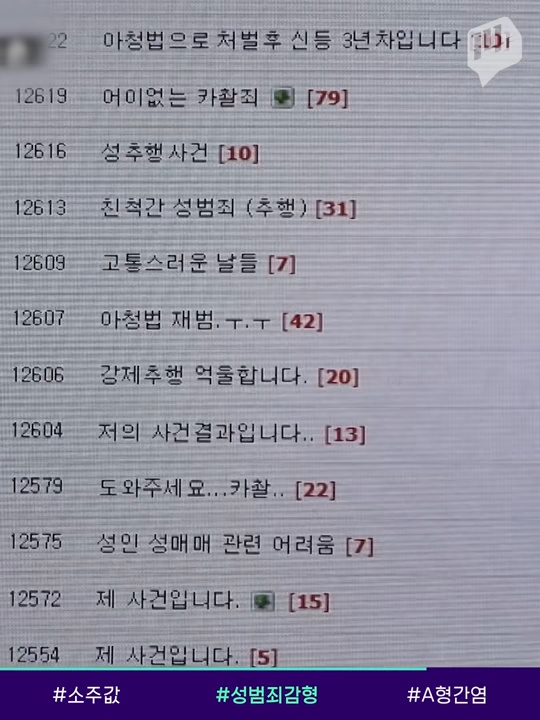 22 아청법으로 처벌후 신등 3년차입니다
12619 어이없는 카촬죄 [79]
12616 성추행사건 [10]
12613 친척간 성범죄 (추행) [31]
12609 고통스러운 날들 [7]
12607 아청법 재범.ㅜ.ㅜ [42]
12606 강제추행 억울합니다. [20]
12604 저의 사건결과입니다.. [13]
12579 도와주세요...카촬.. [22]
12575 성인 성매매 관련 어려움 [7]
12572 제 사건입니다. [15]
12554 제 사건입니다. [5]
#소주값 #성범죄감형 #A형간염